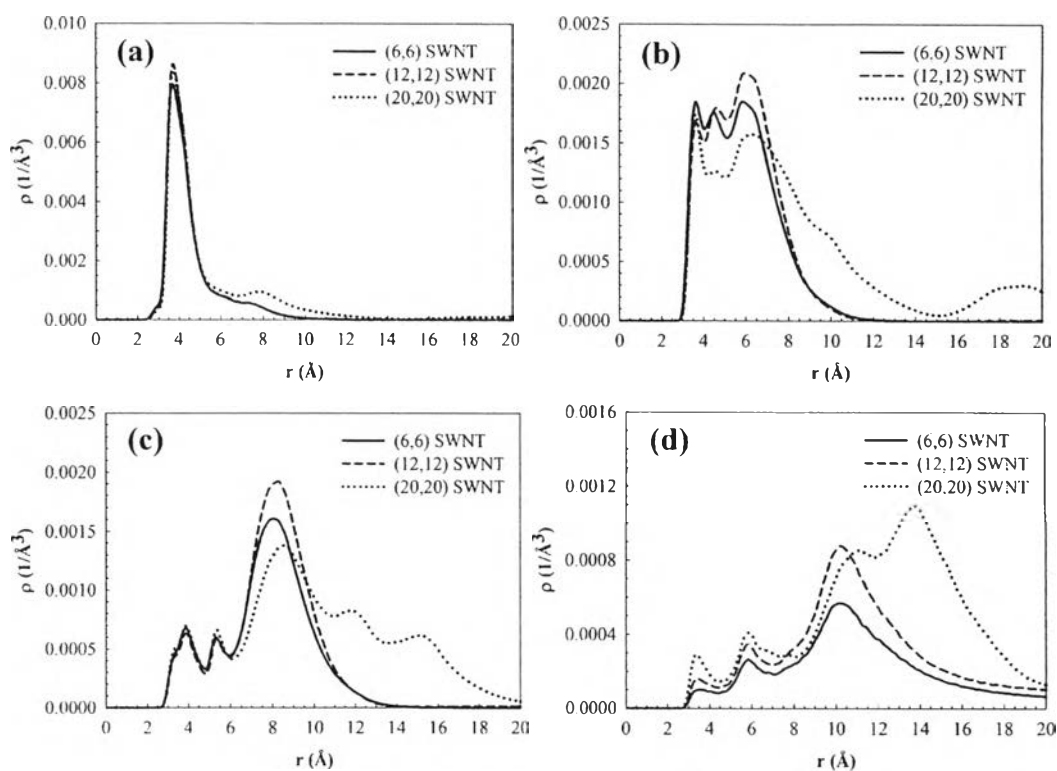 (a)
(6,6) SWNT
(12,12) SWNT
(20,20) SWNT
0.010
0.008
0.006
0.004
0.002
0.000
ρ (1/Å³)
0 2 4 6 8 10 12 14 16 18 20
r (Å)
(b)
(6,6) SWNT
(12,12) SWNT
(20,20) SWNT
0.0025
0.0020
0.0015
0.0010
0.0005
0.0000
ρ (1/Å³)
0 2 4 6 8 10 12 14 16 18 20
r (Å)
(c)
(6,6) SWNT
(12,12) SWNT
(20,20) SWNT
0.0025
0.0020
0.0015
0.0010
0.0005
0.0000
ρ (1/Å³)
0 2 4 6 8 10 12 14 16 18 20
r (Å)
(d)
(6,6) SWNT
(12,12) SWNT
(20,20) SWNT
0.0016
0.0012
0.0008
0.0004
0.0000
ρ (1/Å³)
0 2 4 6 8 10 12 14 16 18 20
r (Å)